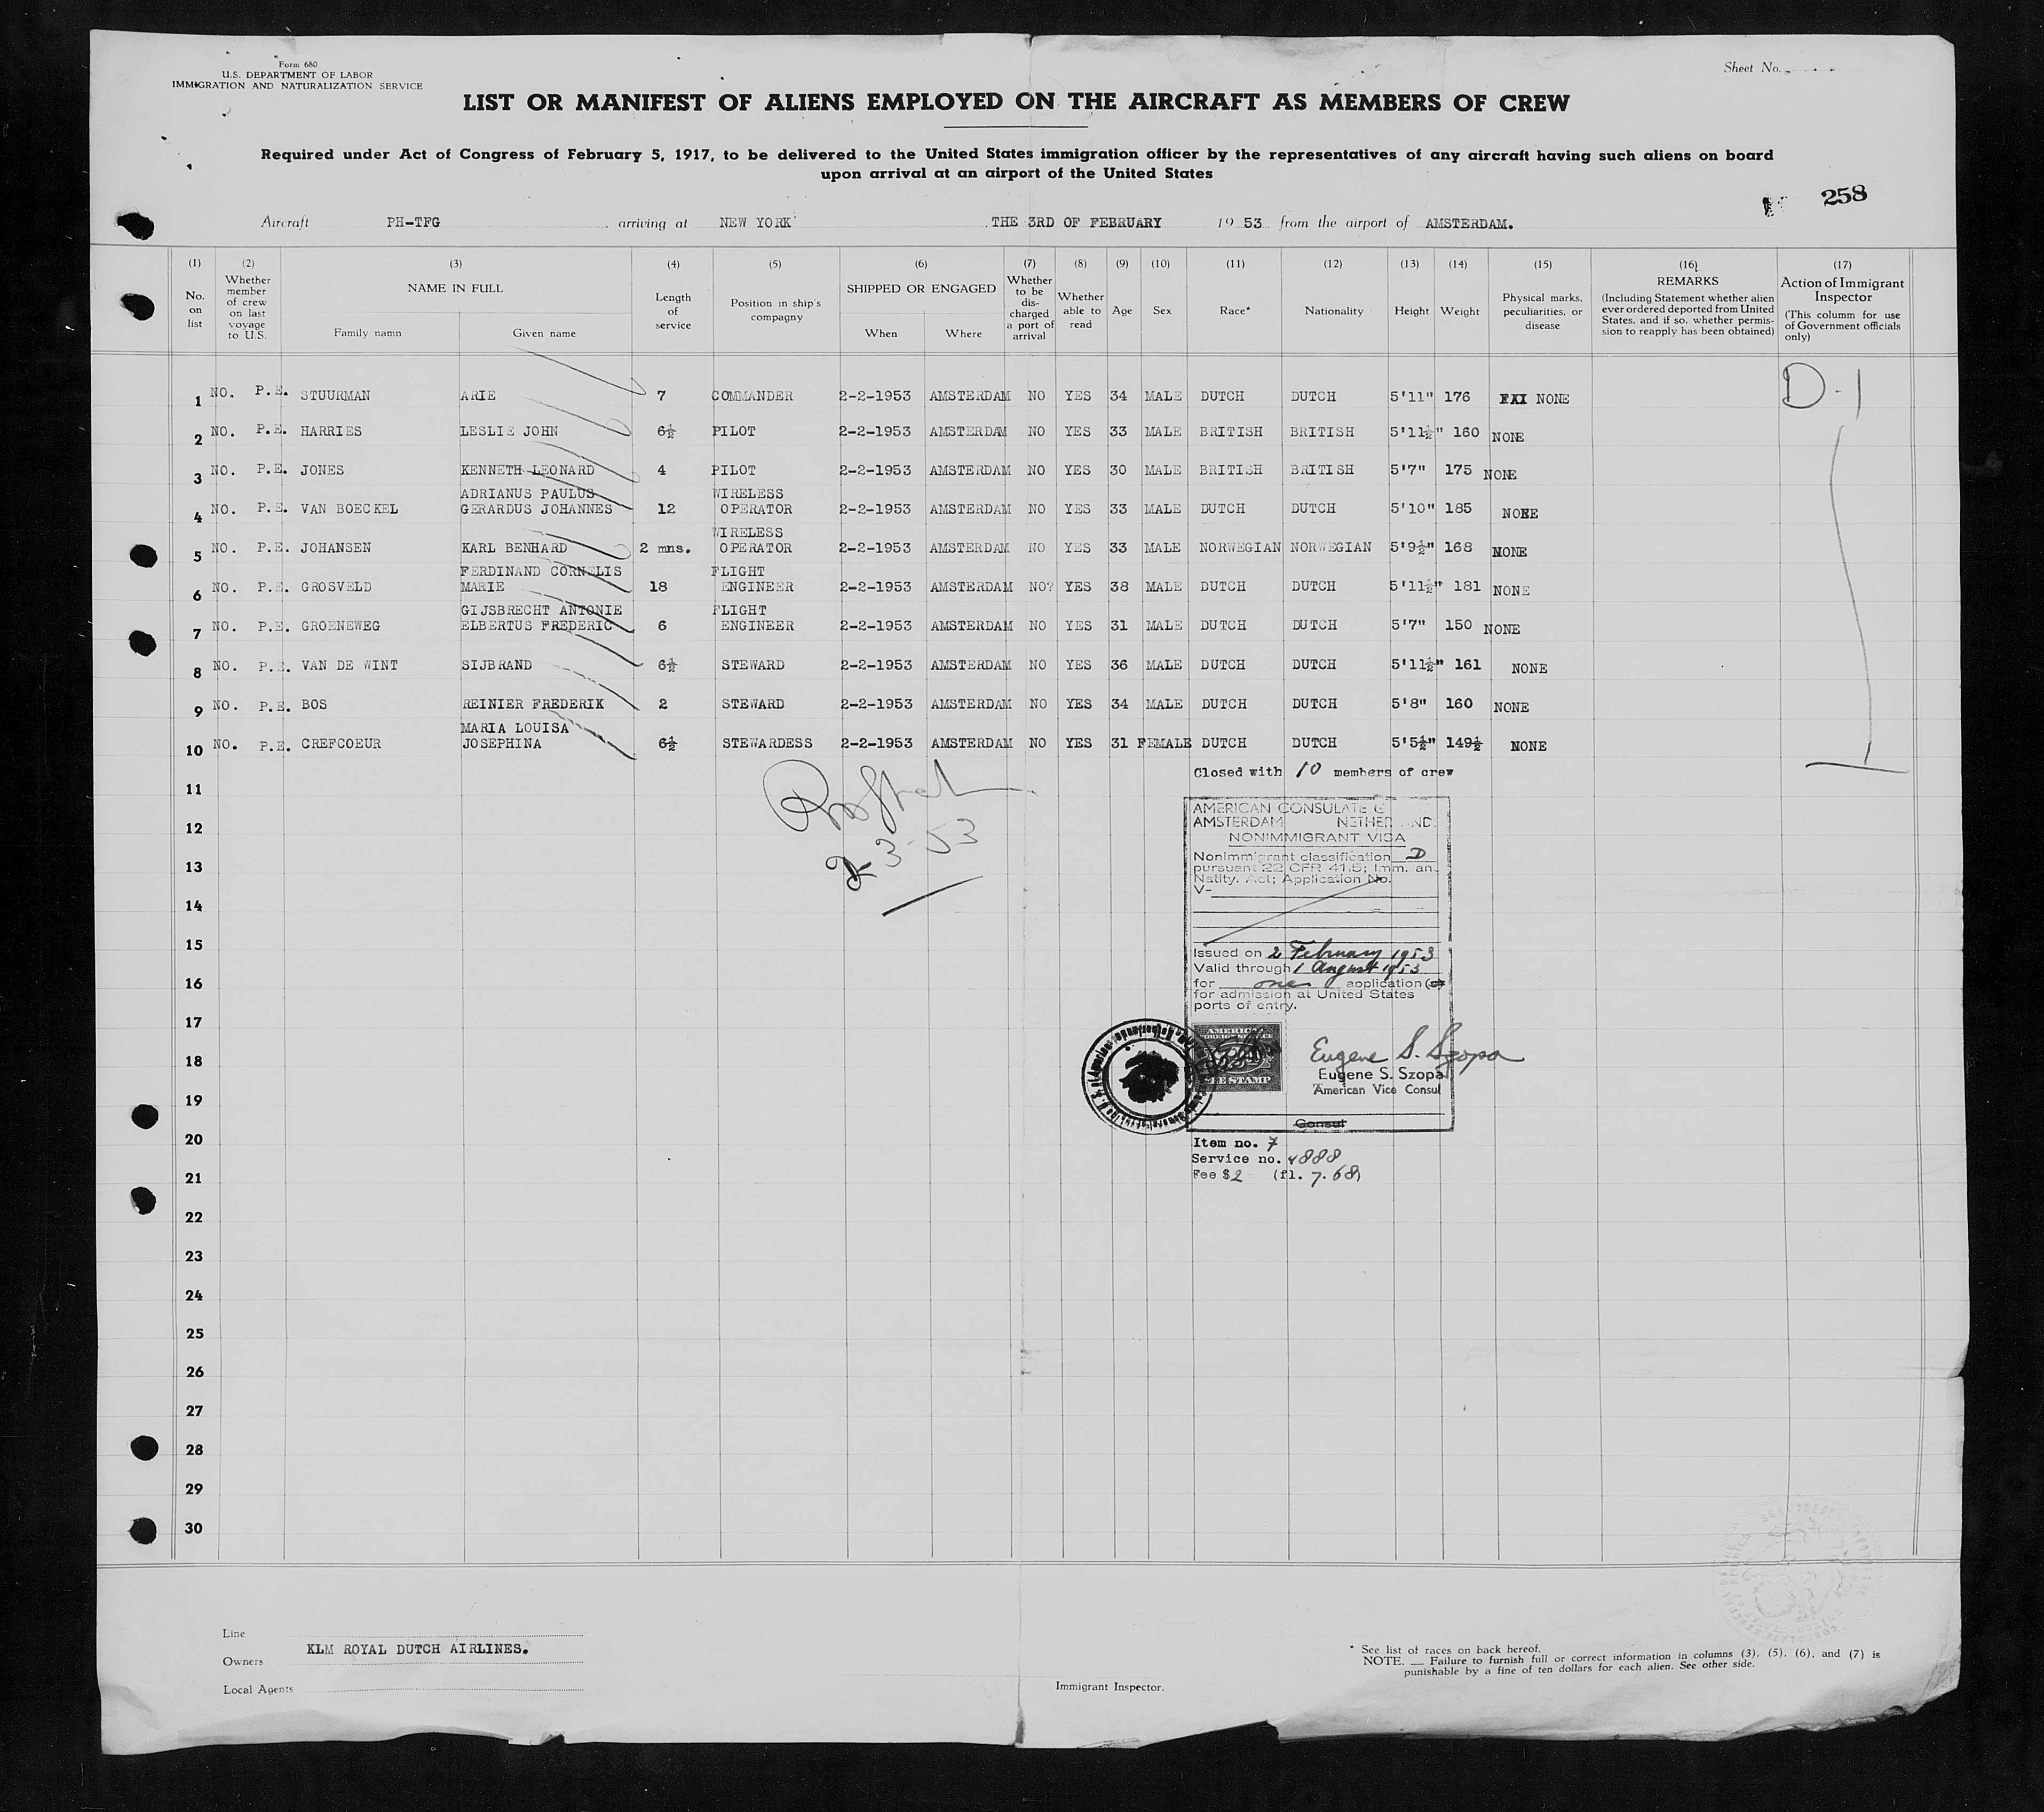 Form 680
U.S. DEPARTMENT OF LABOR
IMMIGRATION AND NATURALIZATION SERVICE
Sheet No.
LIST OR MANIFEST OF ALIENS EMPLOYED ON THE AIRCRAFT AS MEMBERS OF CREW
Required under Act of Congress of February 5, 1917, to be delivered to the United States immigration officer by the representatives of any aircraft having such aliens on board
upon arrival at an airport of the United States
258
Aircraft PH-TFG arriving at NEW YORK THE 3RD OF FEBRUARY 19 53 from the airport of AMSTERDAM.
(1) No. on list
(2) Whether member of crew on last voyage to U.S.
(3) NAME IN FULL Family namn Given name
(4) Length of service
(5) Position in ship's compagny
(6) SHIPPED OR ENGAGED When Where
(7) Whether to be dis-charged a port of arrival
(8) Whether able to read
(9) Age
(10) Sex
(11) Race*
(12) Nationality
(13) Height
(14) Weight
(15) Physical marks, peculiarities, or disease
(16) REMARKS (Including Statement whether alien ever ordered deported from United States, and if so, whether permis-sion to reapply has been obtained)
(17) Action of Immigrant Inspector (This column for use of Government officials only)
1 NO. P.E. STUURMAN ARIE 7 COMMANDER 2-2-1953 AMSTERDAM NO YES 34 MALE DUTCH DUTCH 5'11" 176 NONE D-1
2 NO. P.E. HARRIES LESLIE JOHN 6½ PILOT 2-2-1953 AMSTERDAM NO YES 33 MALE BRITISH BRITISH 5'11½" 160 NONE
3 NO. P.E. JONES KENNETH LEONARD 4 PILOT 2-2-1953 AMSTERDAM NO YES 30 MALE BRITISH BRITISH 5'7" 175 NONE
4 NO. P.E. VAN BOECKEL ADRIANUS PAULUS GERARDUS JOHANNES 12 WIRELESS OPERATOR 2-2-1953 AMSTERDAM NO YES 33 MALE DUTCH DUTCH 5'10" 185 NONE
5 NO. P.E. JOHANSEN KARL BENHARD 2 mns. WIRELESS OPERATOR 2-2-1953 AMSTERDAM NO YES 33 MALE NORWEGIAN NORWEGIAN 5'9½" 168 NONE
6 NO. P.E. GROSVELD FERDINAND CORNELIS MARIE 18 FLIGHT ENGINEER 2-2-1953 AMSTERDAM NO? YES 38 MALE DUTCH DUTCH 5'11½" 181 NONE
7 NO. P.E. GROENEWEG GIJSBRECHT ANTONIE ELBERTUS FREDERIC 6 FLIGHT ENGINEER 2-2-1953 AMSTERDAM NO YES 31 MALE DUTCH DUTCH 5'7" 150 NONE
8 NO. P.E. VAN DE WINT SIJBRAND 6½ STEWARD 2-2-1953 AMSTERDAM NO YES 36 MALE DUTCH DUTCH 5'11½" 161 NONE
9 NO. P.E. BOS REINIER FREDERIK 2 STEWARD 2-2-1953 AMSTERDAM NO YES 34 MALE DUTCH DUTCH 5'8" 160 NONE
10 NO. P.E. CREFCOEUR MARIA LOUISA JOSEPHINA 6½ STEWARDESS 2-2-1953 AMSTERDAM NO YES 31 FEMALE DUTCH DUTCH 5'5½" 149½ NONE
Closed with 10 members of crew
11
12
13
14
15
16
17
18
19
20
21
22
23
24
25
26
27
28
29
30
2-3-53
AMERICAN CONSULATE G
AMSTERDAM NETHER ND
NONIMMIGRANT VISA
Nonimmigrant classification D
pursuant 22 CFR 41.5; Imm. an
Natity. Act; Application No.
V-
Issued on 2 February 1953
Valid through 1 August 1953
for one application
for admission at United States
ports of entry.
AMERICAN
FOREIGN SERVICE
FEE STAMP
Eugene S. Szopa
Eugene S. Szopa
American Vice Consul
Consul
Item no. 7
Service no. 4888
Fee $2 (fl. 7.68)
Line
Owners KLM ROYAL DUTCH AIRLINES.
Local Agents
Immigrant Inspector.
* See list of races on back hereof.
NOTE. — Failure to furnish full or correct information in columns (3), (5), (6), and (7) is
punishable by a fine of ten dollars for each alien. See other side.